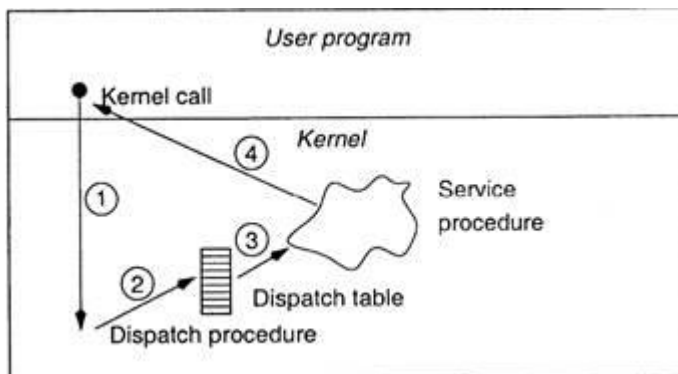 User program
Kernel call
Kernel
④
Service
procedure
①
③
②
Dispatch table
Dispatch procedure